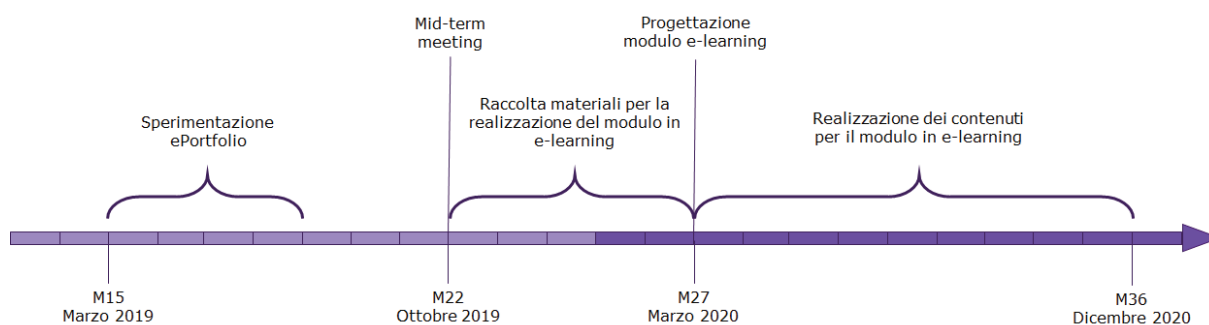 Mid-term
meeting
Progettazione
modulo e-learning
Sperimentazione
ePortfolio
Raccolta materiali per la
realizzazione del modulo in
e-learning
Realizzazione dei contenuti
per il modulo in e-learning
M15
Marzo 2019
M22
Ottobre 2019
M27
Marzo 2020
M36
Dicembre 2020